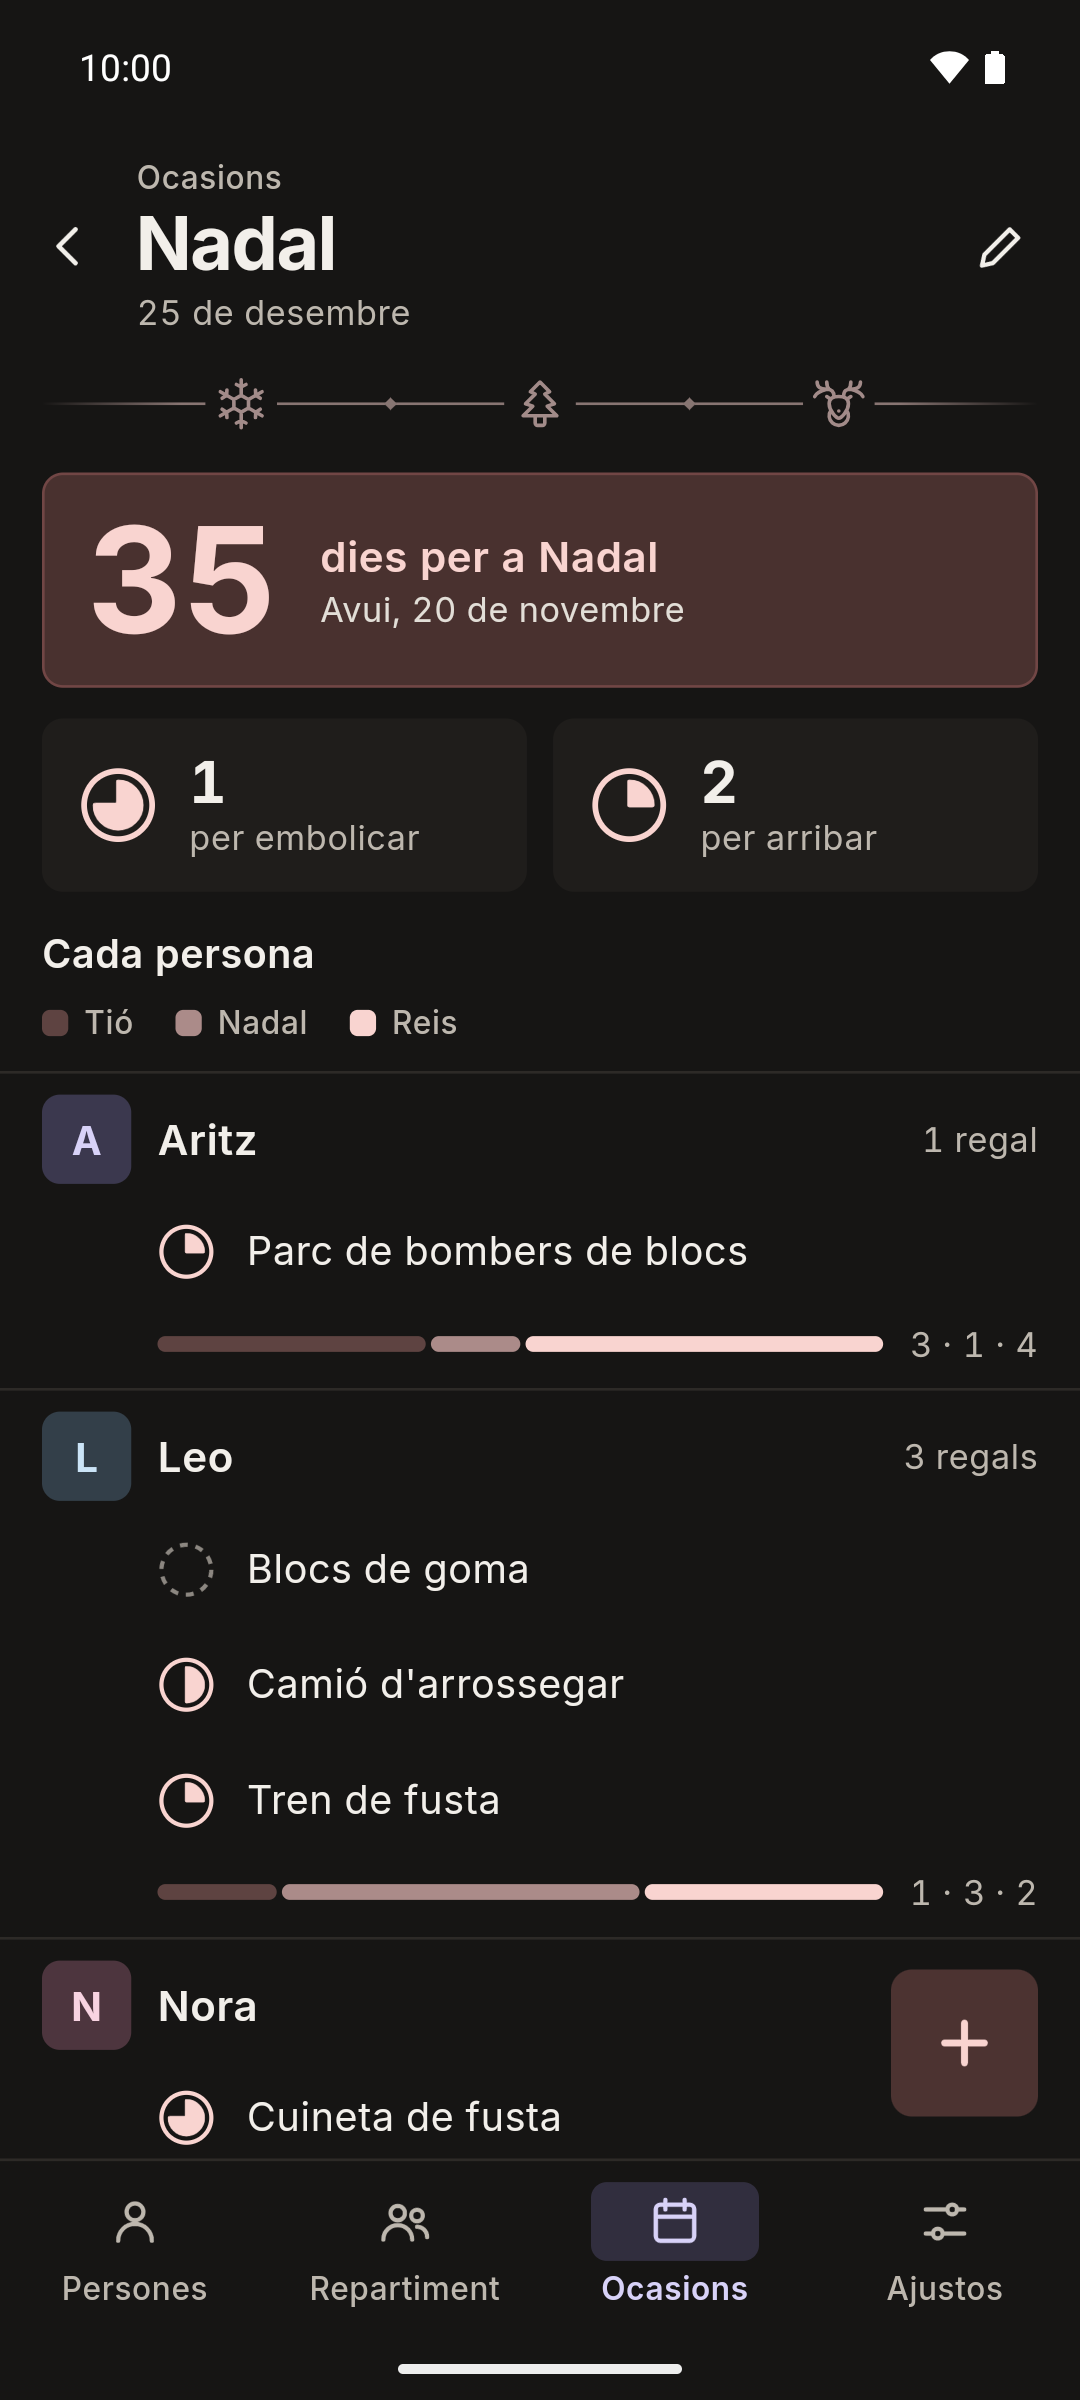 10:00
Ocasions
Nadal
25 de desembre
35
dies per a Nadal
Avui, 20 de novembre
1
per embolicar
2
per arribar
Cada persona
Tió Nadal Reis
A Aritz 1 regal
Parc de bombers de blocs
3 · 1 · 4
L Leo 3 regals
Blocs de goma
Camió d'arrossegar
Tren de fusta
1 · 3 · 2
N Nora
Cuineta de fusta
Persones Repartiment Ocasions Ajustos